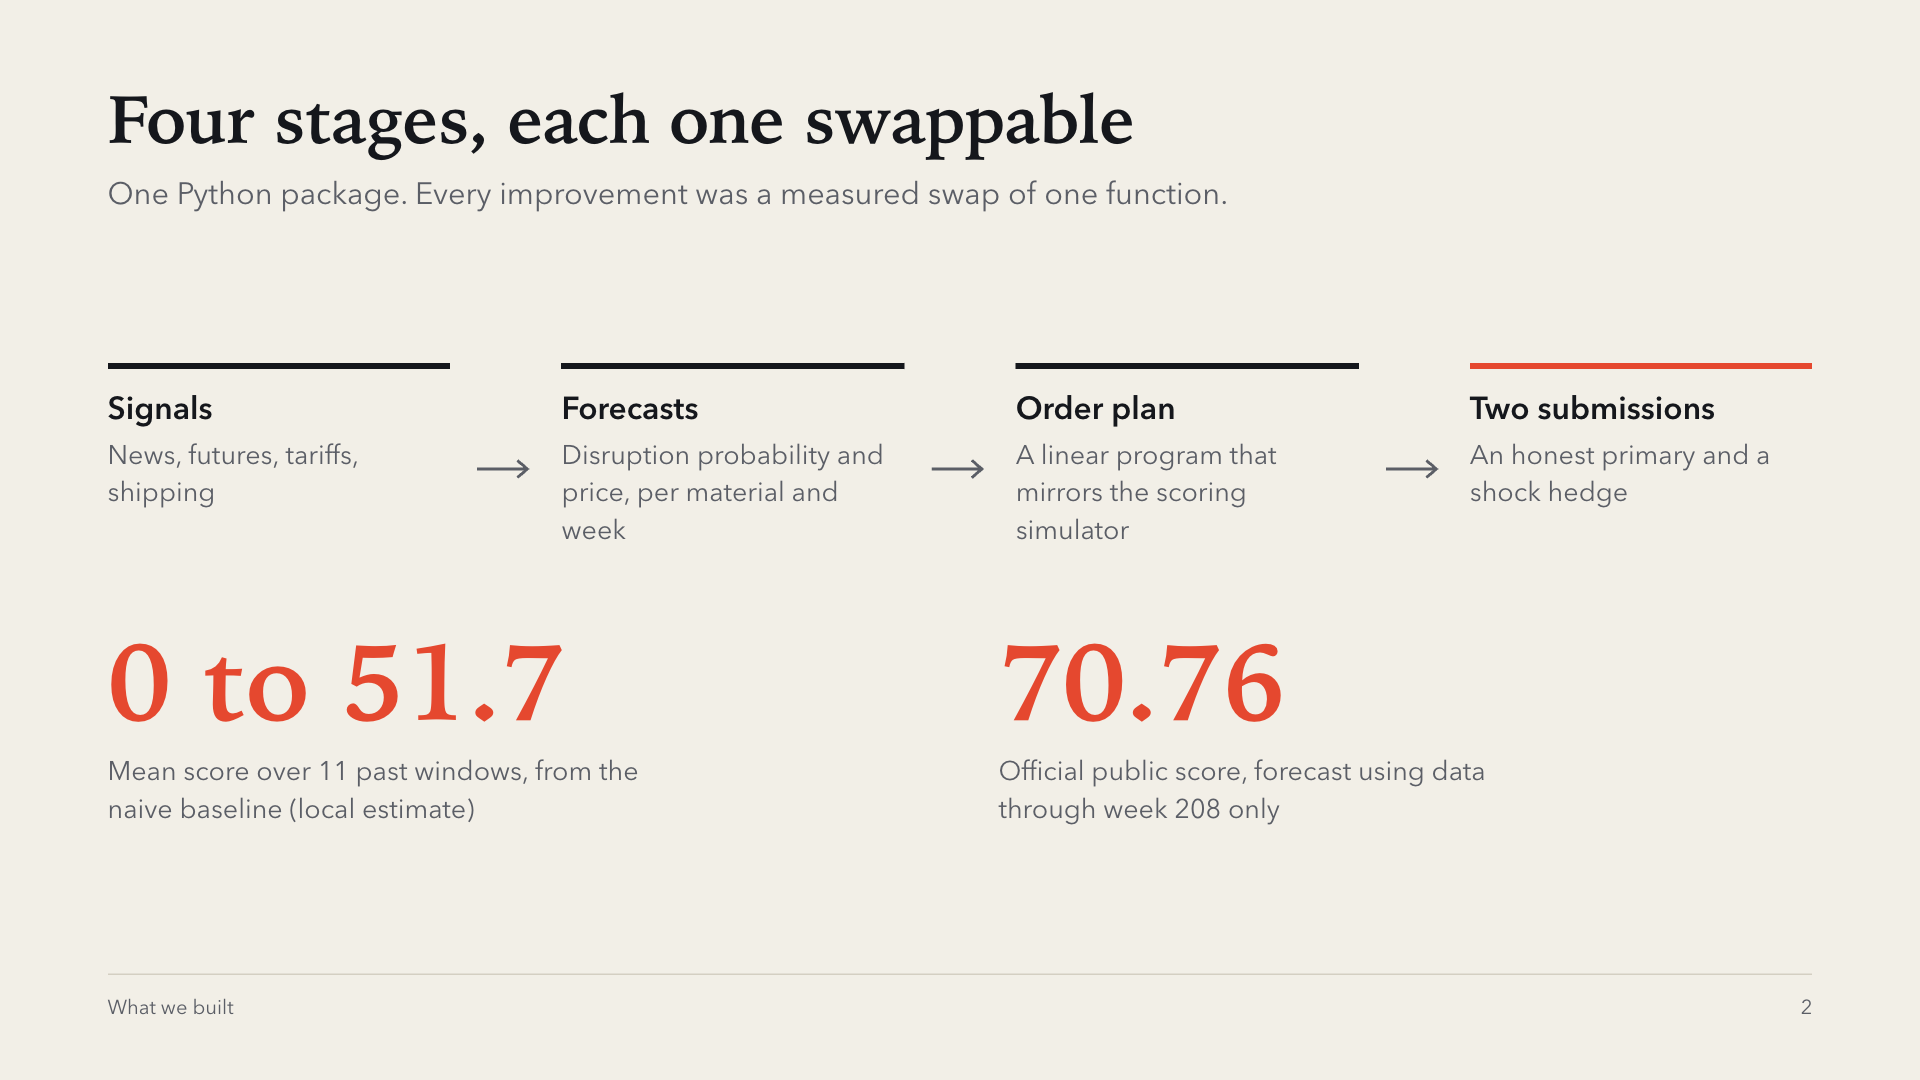 Four stages, each one swappable
One Python package. Every improvement was a measured swap of one function.
Signals
News, futures, tariffs,
shipping
Forecasts
Disruption probability and
price, per material and
week
Order plan
A linear program that
mirrors the scoring
simulator
Two submissions
An honest primary and a
shock hedge
0 to 51.7
Mean score over 11 past windows, from the
naive baseline (local estimate)
70.76
Official public score, forecast using data
through week 208 only
What we built
2